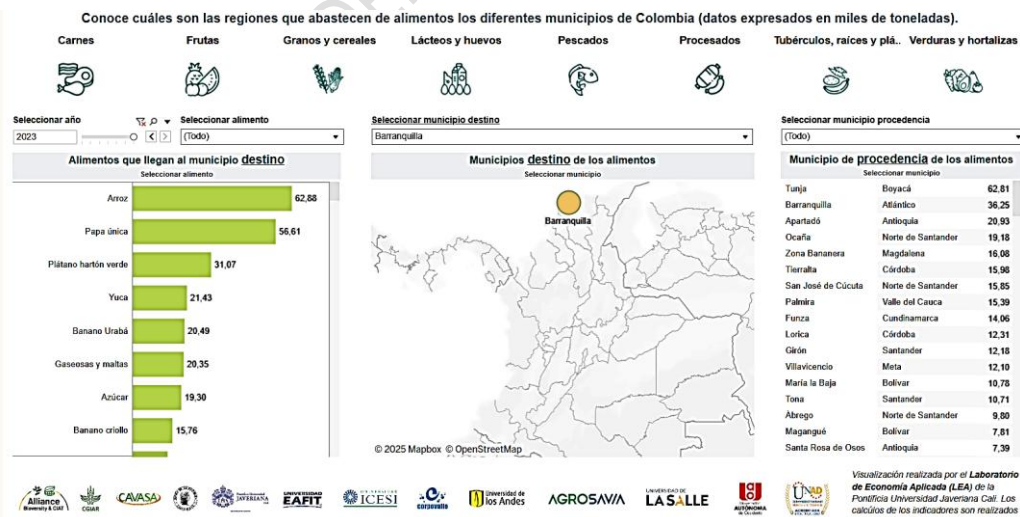 Conoce cuáles son las regiones que abastecen de alimentos los diferentes municipios de Colombia (datos expresados en miles de toneladas).
Carnes Frutas Granos y cereales Lácteos y huevos Pescados Procesados Tubérculos, raíces y plá.. Verduras y hortalizas
Seleccionar año Seleccionar alimento Seleccionar municipio destino Seleccionar municipio procedencia
2023 (Todo) Barranquilla (Todo)
Alimentos que llegan al municipio destino
Seleccionar alimento
Arroz 62,88
Papa única 56,61
Plátano hartón verde 31,07
Yuca 21,43
Banano Urabá 20,49
Gaseosas y maltas 20,35
Azúcar 19,30
Banano criollo 15,76
Municipios destino de los alimentos
Seleccionar municipio
Barranquilla
© 2025 Mapbox © OpenStreetMap
Municipio de procedencia de los alimentos
Seleccionar municipio
Tunja Boyacá 62,81
Barranquilla Atlántico 36,25
Apartadó Antioquia 20,93
Ocaña Norte de Santander 19,18
Zona Bananera Magdalena 16,08
Tierralta Córdoba 15,98
San José de Cúcuta Norte de Santander 15,85
Palmira Valle del Cauca 15,39
Funza Cundinamarca 14,06
Lorica Córdoba 12,31
Girón Santander 12,18
Villavicencio Meta 12,10
María la Baja Bolívar 10,78
Tona Santander 10,71
Ábrego Norte de Santander 9,80
Magangué Bolívar 7,81
Santa Rosa de Osos Antioquia 7,39
Alliance
Bioversity & CIAT
CGIAR
CAVASA
JAVERIANA
UNIVERSIDAD
EAFIT
ICESI
corpovalle
Universidad de
los Andes
AGROSAVIA
UNIVERSIDAD DE
LA SALLE
AUTÓNOMA
de Occidente
UNAD
Visualización realizada por el Laboratorio
de Economía Aplicada (LEA) de la
Pontificia Universidad Javeriana Cali. Los
cálculos de los indicadores son realizados